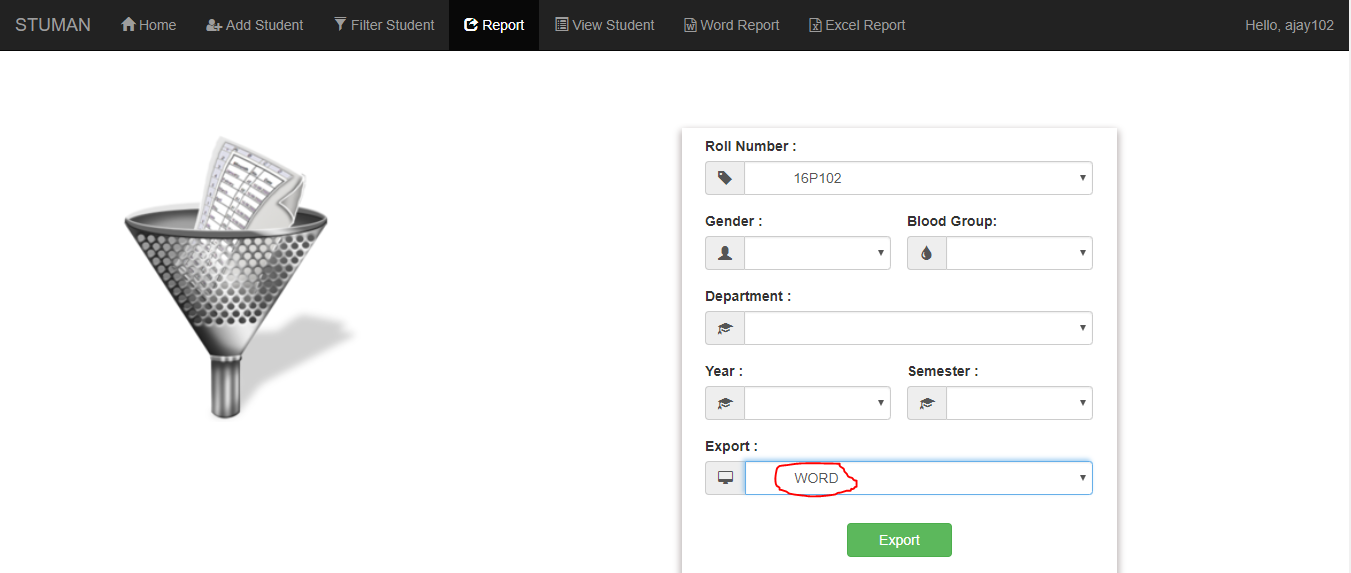 STUMAN Home Add Student Filter Student Report View Student Word Report Excel Report Hello, ajay102
Roll Number :
16P102
Gender : Blood Group:
Department :
Year : Semester :
Export :
WORD
Export